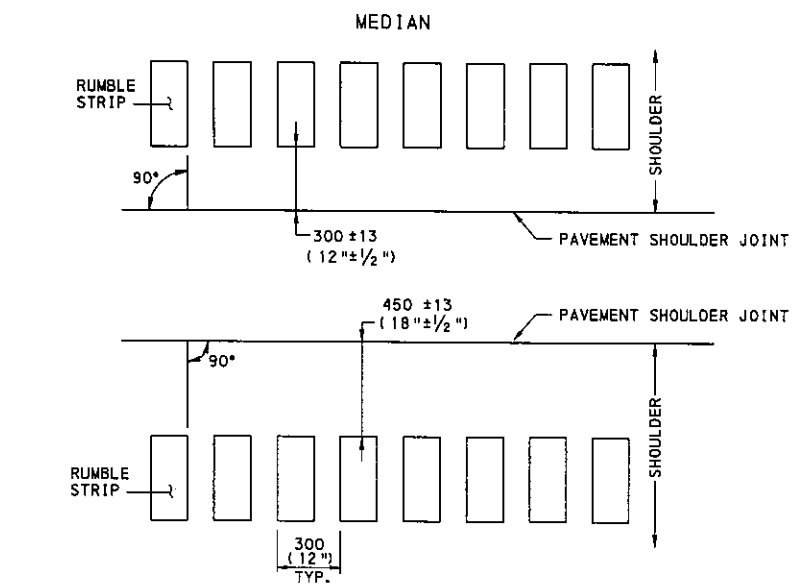 MEDIAN
RUMBLE
STRIP
SHOULDER
90°
300 ±13
(12"±1/2")
PAVEMENT SHOULDER JOINT
450 ±13
(18"±1/2")
PAVEMENT SHOULDER JOINT
90°
SHOULDER
RUMBLE
STRIP
300
(12")
TYP.